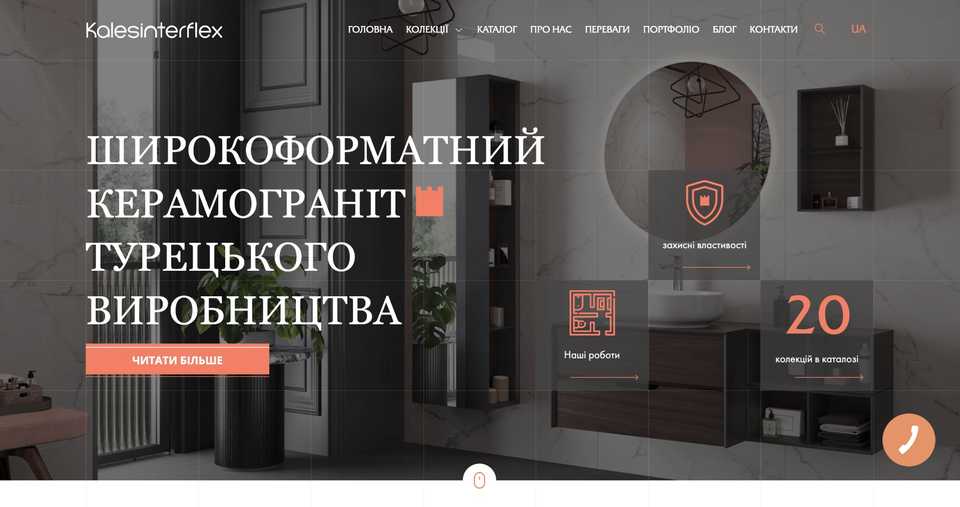 Kalesinterflex
ГОЛОВНА КОЛЕКЦІЇ КАТАЛОГ ПРО НАС ПЕРЕВАГИ ПОРТФОЛІО БЛОГ КОНТАКТИ UA
ШИРОКОФОРМАТНИЙ
КЕРАМОГРАНІТ
ТУРЕЦЬКОГО
ВИРОБНИЦТВА
ЧИТАТИ БІЛЬШЕ
захисні властивості
Наші роботи
20
колекцій в каталозі